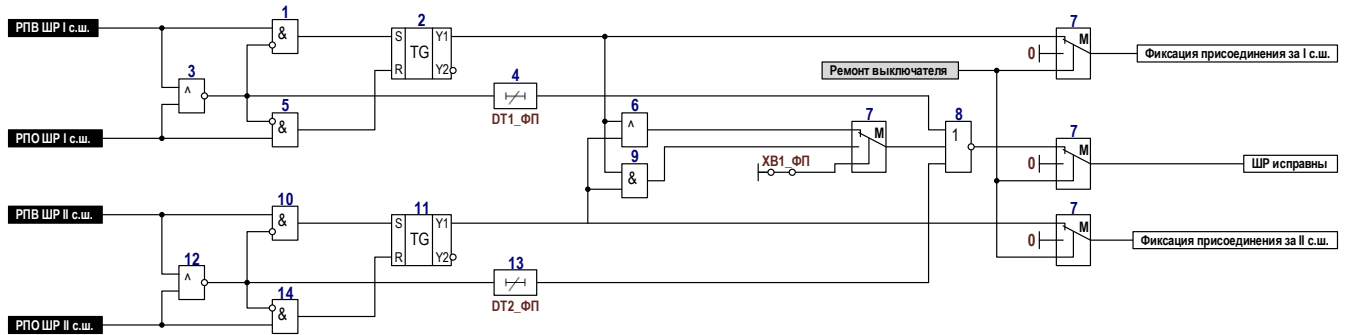 1
2
7
РПВ ШР I с.ш.
&
S
Y1
TG
M
3
R
Y2
4
0
Фиксация присоединения за I с.ш.
Ремонт выключателя
^
5
DT1_ФП
6
7
8
7
РПО ШР I с.ш.
&
^
M
1
M
9
XB1_ФП
0
ШР исправны
&
10
11
7
РПВ ШР II с.ш.
&
S
Y1
TG
M
12
R
Y2
13
0
Фиксация присоединения за II с.ш.
^
14
DT2_ФП
РПО ШР II с.ш.
&